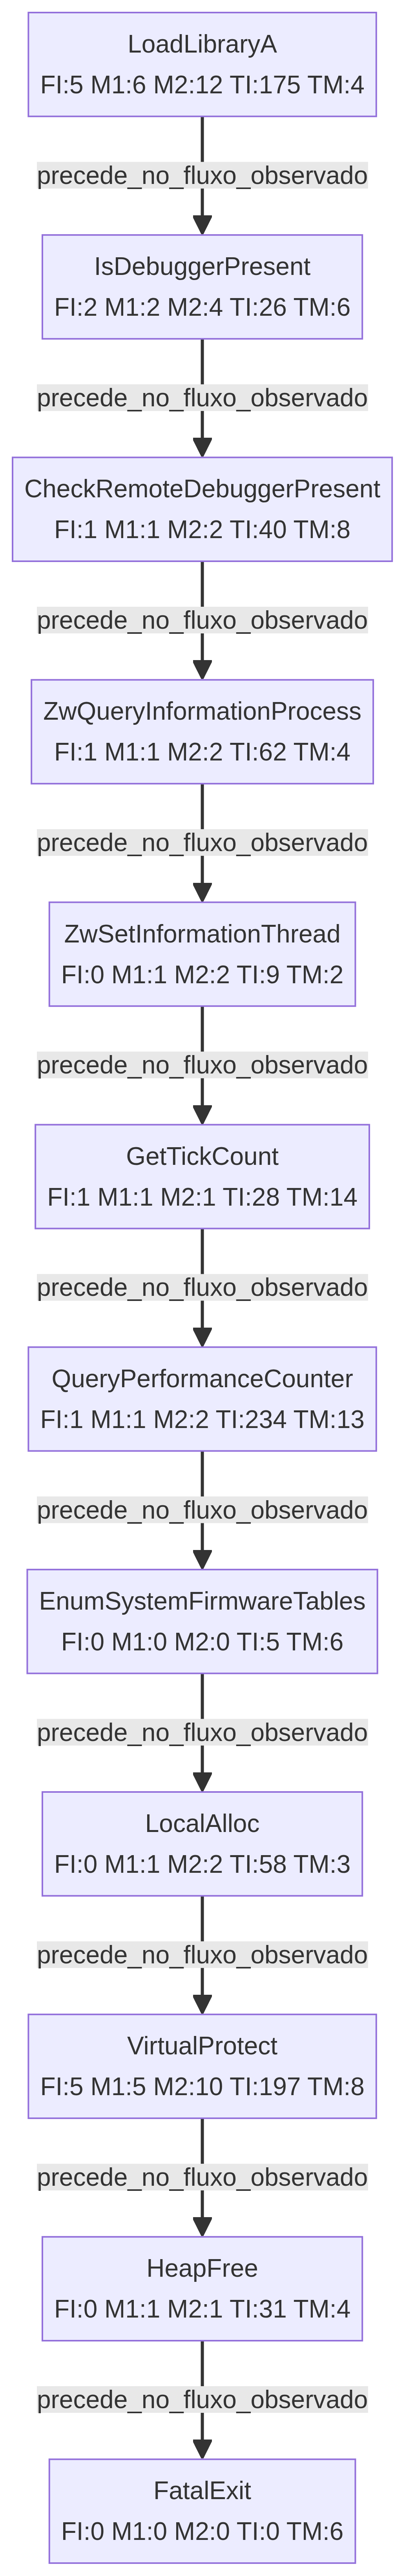 LoadLibraryA
FI:5 M1:6 M2:12 TI:175 TM:4
precede_no_fluxo_observado
IsDebuggerPresent
FI:2 M1:2 M2:4 TI:26 TM:6
precede_no_fluxo_observado
CheckRemoteDebuggerPresent
FI:1 M1:1 M2:2 TI:40 TM:8
precede_no_fluxo_observado
ZwQueryInformationProcess
FI:1 M1:1 M2:2 TI:62 TM:4
precede_no_fluxo_observado
ZwSetInformationThread
FI:0 M1:1 M2:2 TI:9 TM:2
precede_no_fluxo_observado
GetTickCount
FI:1 M1:1 M2:1 TI:28 TM:14
precede_no_fluxo_observado
QueryPerformanceCounter
FI:1 M1:1 M2:2 TI:234 TM:13
precede_no_fluxo_observado
EnumSystemFirmwareTables
FI:0 M1:0 M2:0 TI:5 TM:6
precede_no_fluxo_observado
LocalAlloc
FI:0 M1:1 M2:2 TI:58 TM:3
precede_no_fluxo_observado
VirtualProtect
FI:5 M1:5 M2:10 TI:197 TM:8
precede_no_fluxo_observado
HeapFree
FI:0 M1:1 M2:1 TI:31 TM:4
precede_no_fluxo_observado
FatalExit
FI:0 M1:0 M2:0 TI:0 TM:6